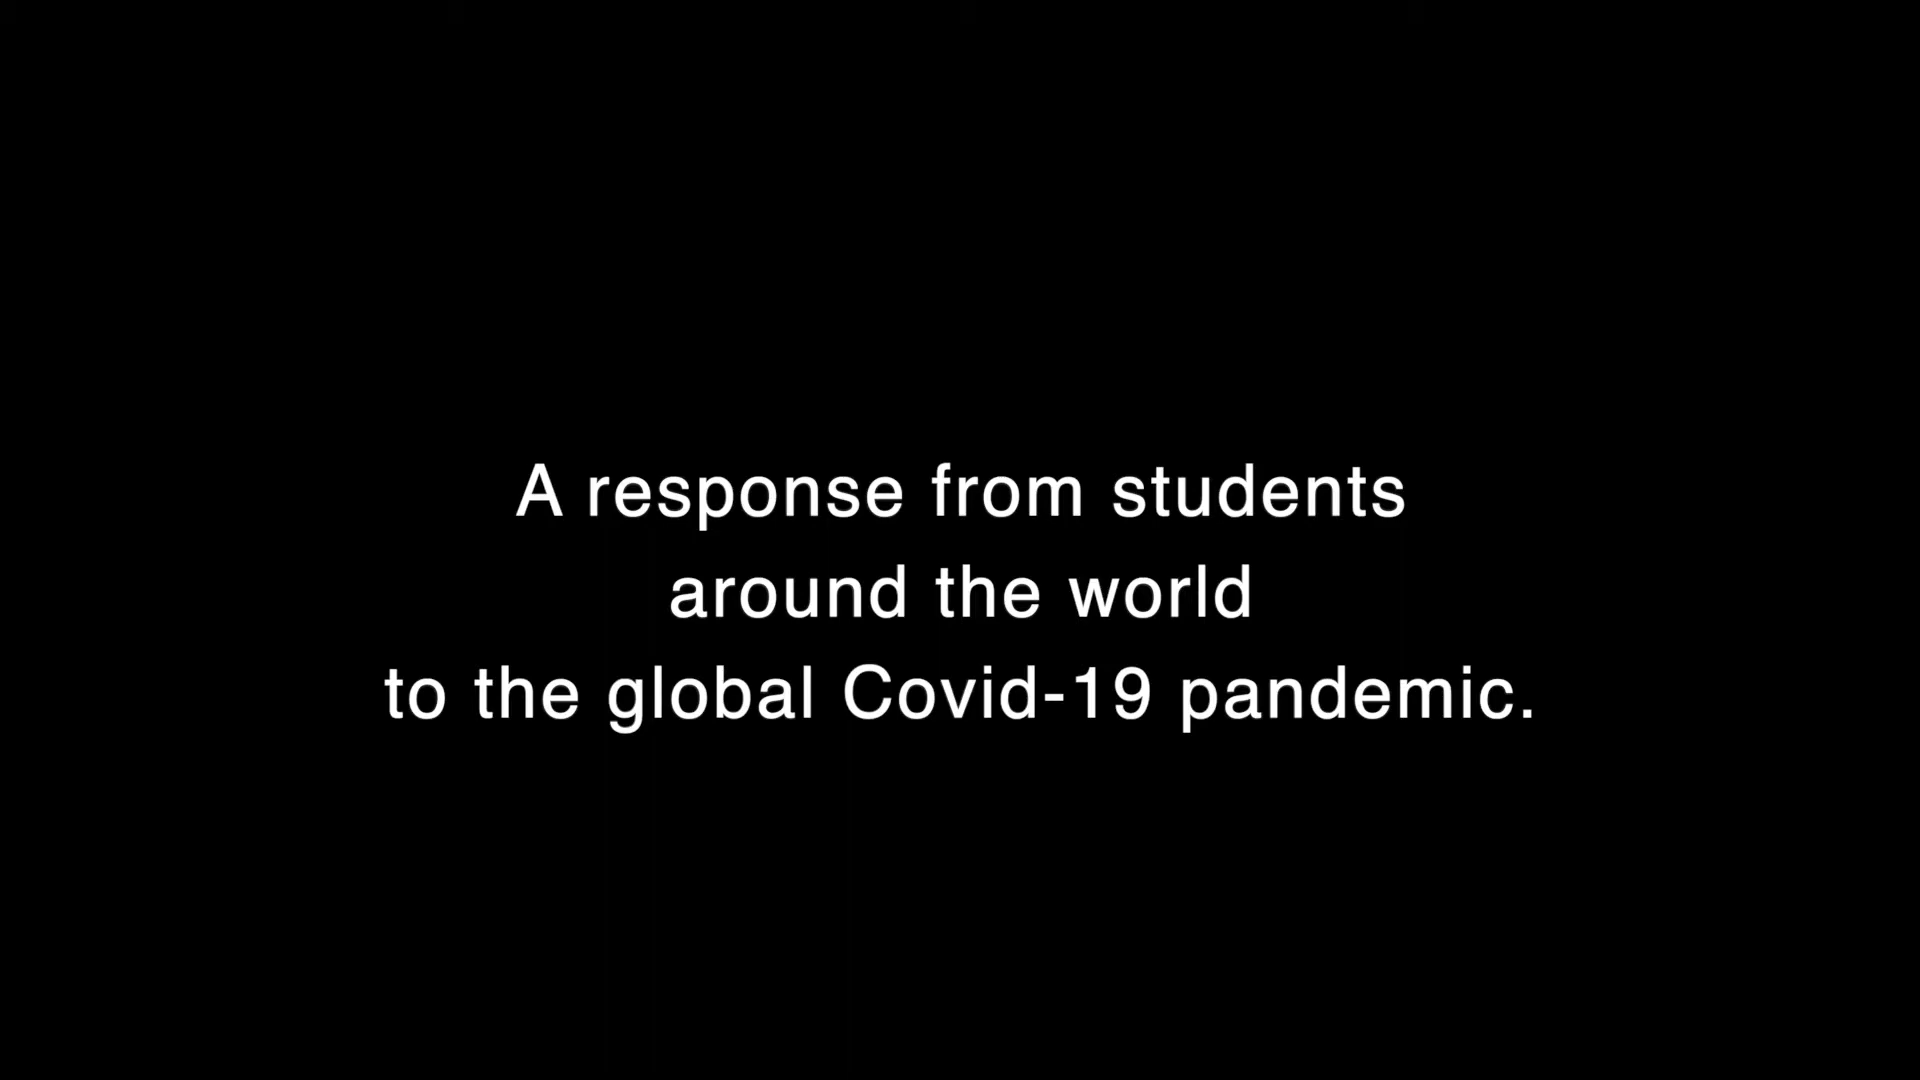 A response from students
around the world
to the global Covid-19 pandemic.